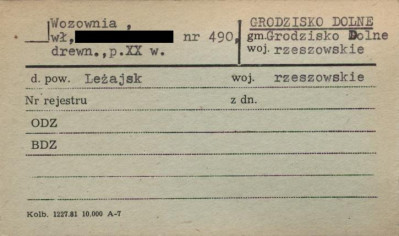 Wozownia ,
wł, nr 490,
drewn.,p.XX w.
GRODZISKO DOLNE
gm.Grodzisko Dolne
woj. rzeszowskie
d. pow. Leżajsk woj. rzeszowskie
Nr rejestru z dn.
ODZ
BDZ
Kolb. 1227.81 10.000 A-7